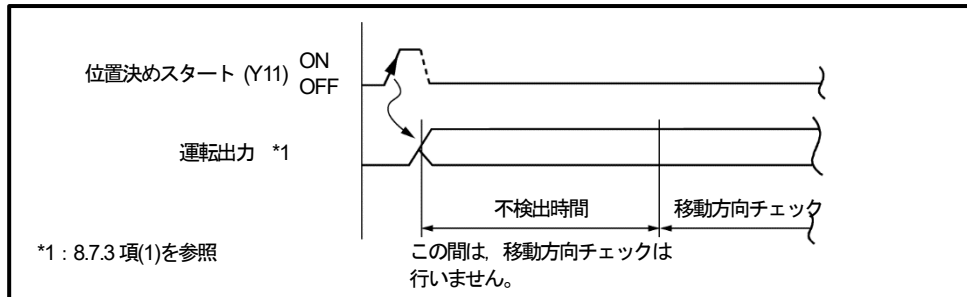 位置決めスタート (Y11) ON
OFF
運転出力 *1
不検出時間
移動方向チェック
*1：8.7.3 項(1)を参照
この間は，移動方向チェックは
行いません。